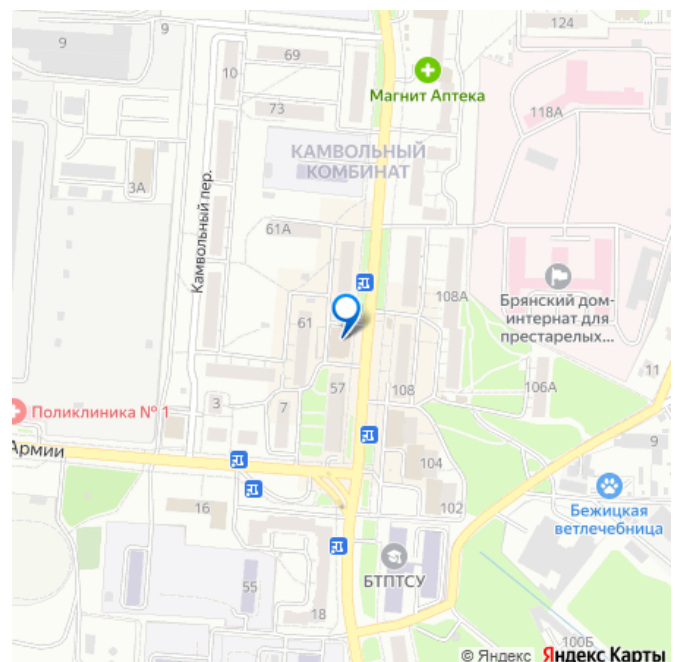 124
9
9
69
10
Магнит Аптека
73
118А
КАМВОЛЬНЫЙ
КОМБИНАТ
3А
Камвольный пер.
61А
108А
Брянский дом-
интернат для
престарелых...
61
11
57
108
106А
3
7
Поликлиника № 1
Армии
104
9
102
16
Бежицкая
ветлечебница
БТПТСУ
55
18
100Б
© Яндекс Яндекс Карты